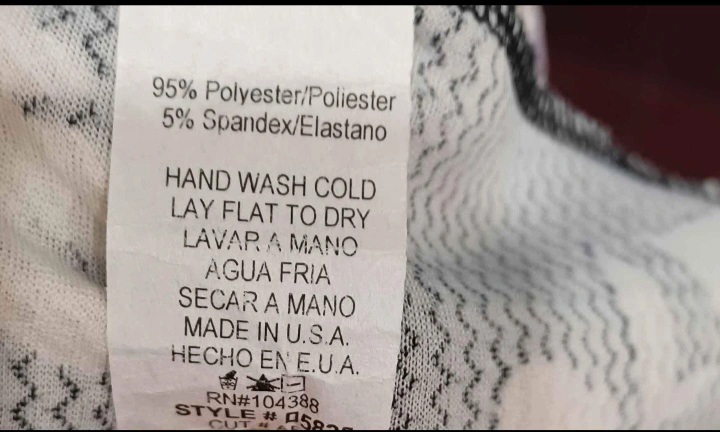 95% Polyester/Poliester
5% Spandex/Elastano
HAND WASH COLD
LAY FLAT TO DRY
LAVAR A MANO
AGUA FRIA
SECAR A MANO
MADE IN U.S.A.
HECHO EN E.U.A.
RN#104388
STYLE #
CUT #